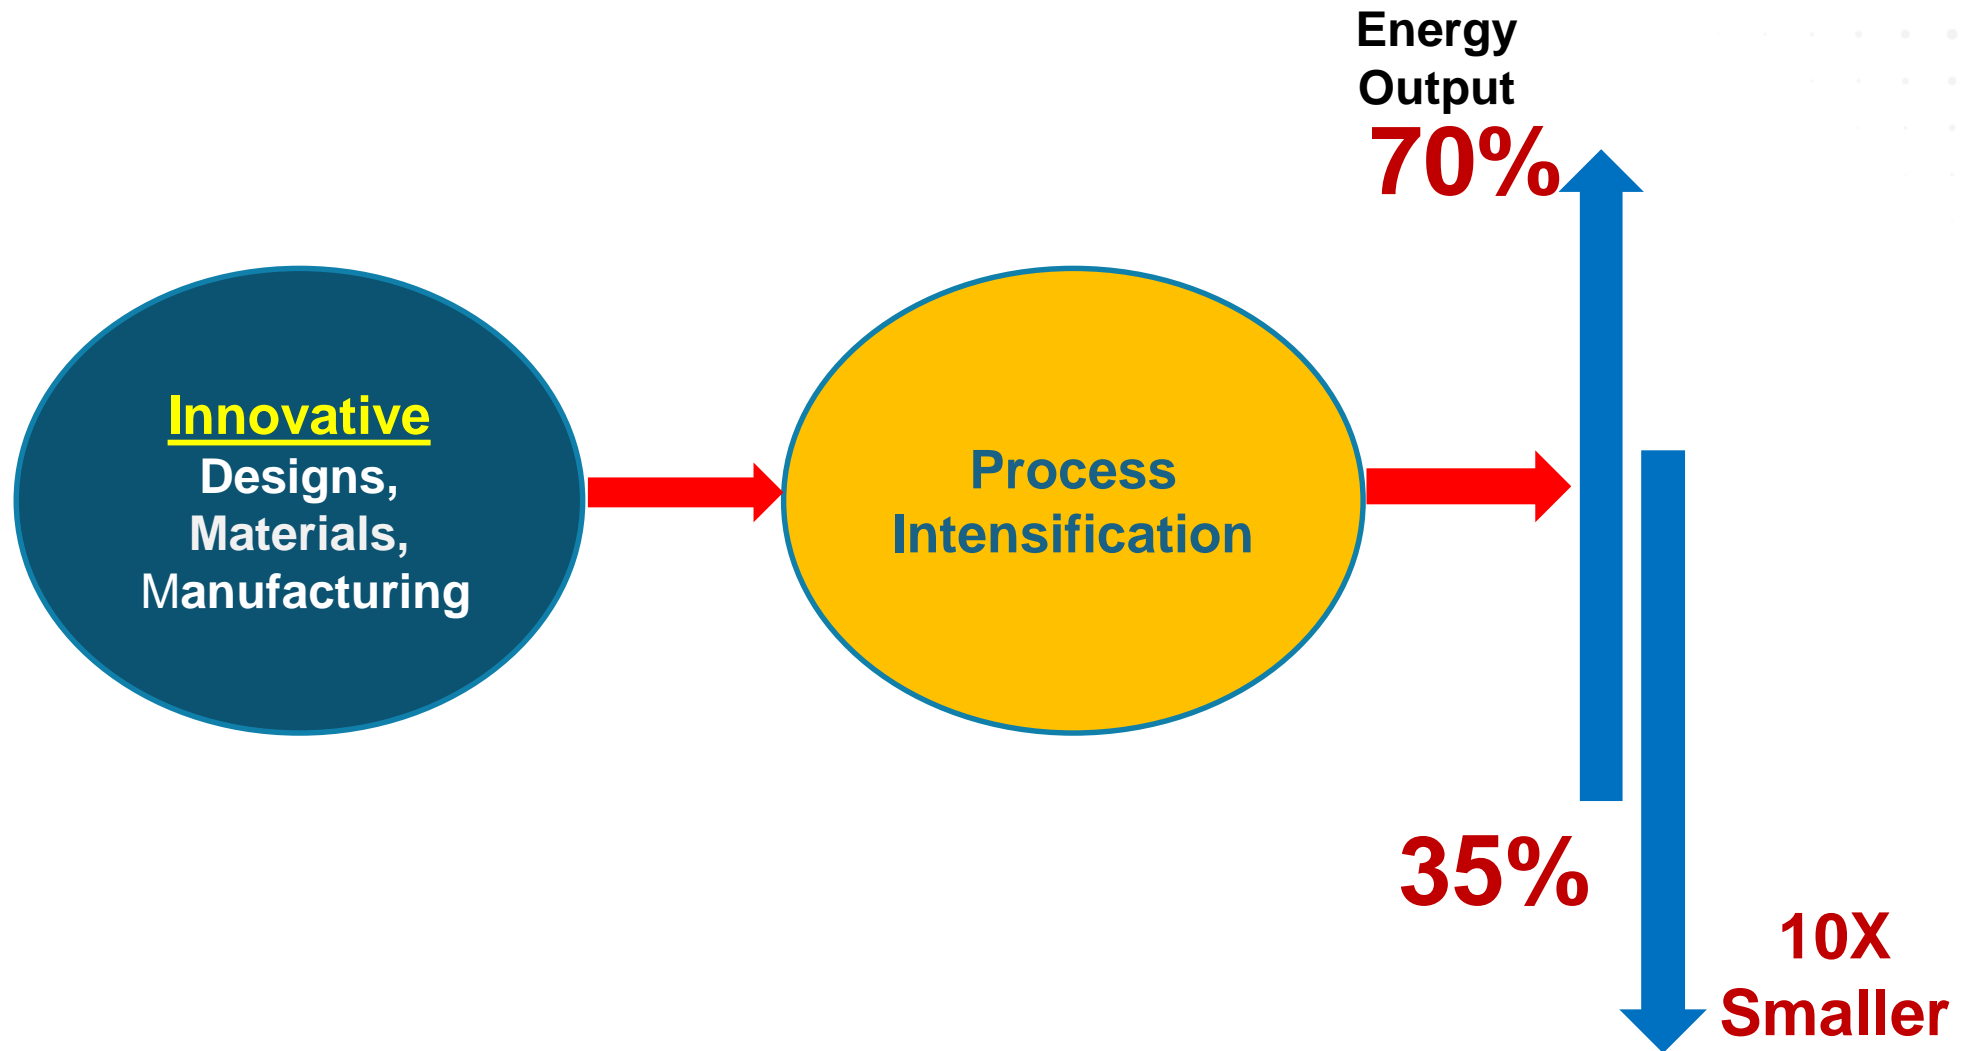 Energy
Output
70%
Innovative
Designs,
Materials,
Manufacturing
Process
Intensification
35%
10X
Smaller